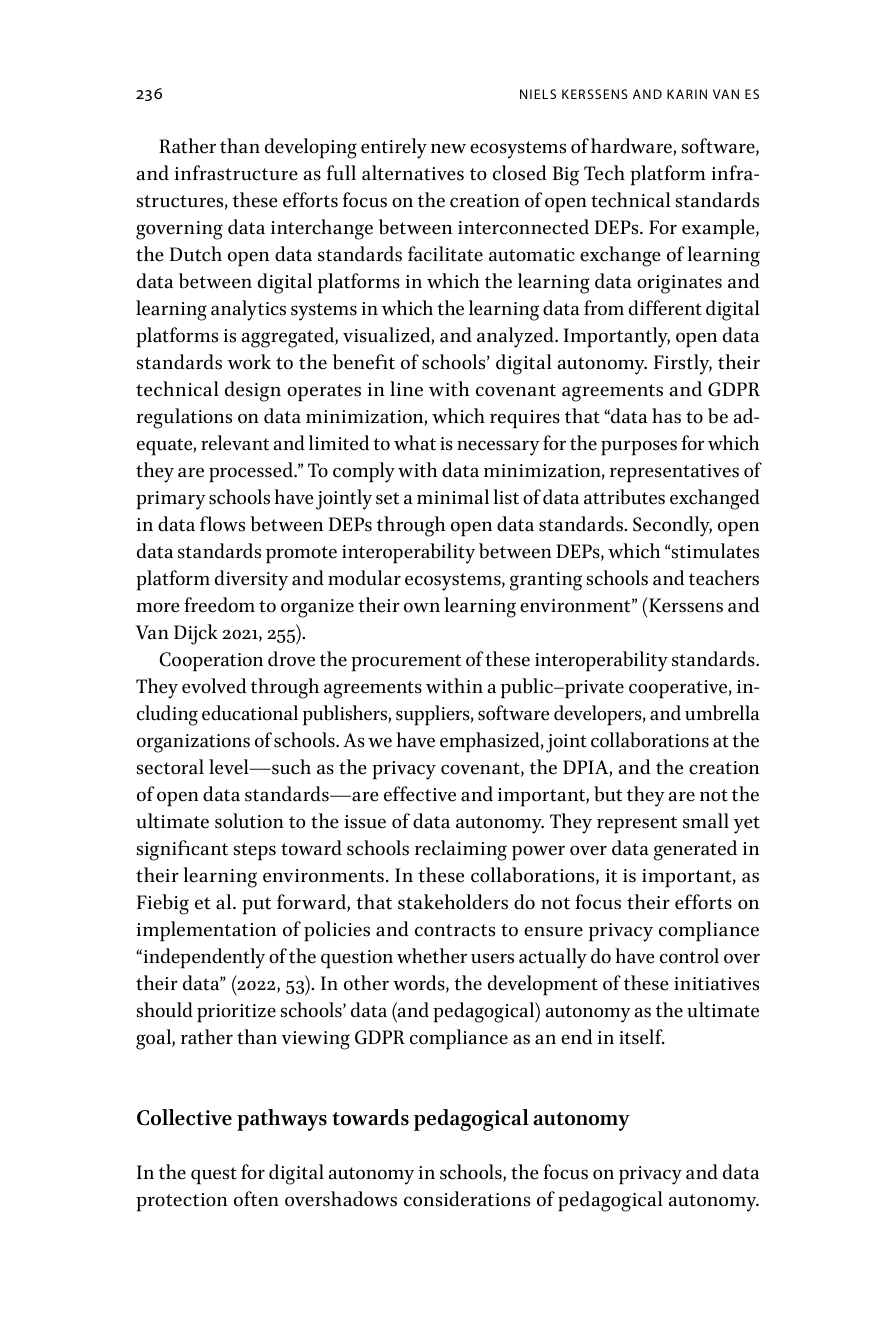 236
NIELS KERSSENS AND KARIN VAN ES
Rather than developing entirely new ecosystems of hardware, software,
and infrastructure as full alternatives to closed Big Tech platform infra-
structures, these efforts focus on the creation of open technical standards
governing data interchange between interconnected DEPs. For example,
the Dutch open data standards facilitate automatic exchange of learning
data between digital platforms in which the learning data originates and
learning analytics systems in which the learning data from different digital
platforms is aggregated, visualized, and analyzed. Importantly, open data
standards work to the benefit of schools’ digital autonomy. Firstly, their
technical design operates in line with covenant agreements and GDPR
regulations on data minimization, which requires that “data has to be ad-
equate, relevant and limited to what is necessary for the purposes for which
they are processed.” To comply with data minimization, representatives of
primary schools have jointly set a minimal list of data attributes exchanged
in data flows between DEPs through open data standards. Secondly, open
data standards promote interoperability between DEPs, which “stimulates
platform diversity and modular ecosystems, granting schools and teachers
more freedom to organize their own learning environment” (Kerssens and
Van Dijck 2021, 255).
Cooperation drove the procurement of these interoperability standards.
They evolved through agreements within a public–private cooperative, in-
cluding educational publishers, suppliers, software developers, and umbrella
organizations of schools. As we have emphasized, joint collaborations at the
sectoral level—such as the privacy covenant, the DPIA, and the creation
of open data standards—are effective and important, but they are not the
ultimate solution to the issue of data autonomy. They represent small yet
significant steps toward schools reclaiming power over data generated in
their learning environments. In these collaborations, it is important, as
Fiebig et al. put forward, that stakeholders do not focus their efforts on
implementation of policies and contracts to ensure privacy compliance
“independently of the question whether users actually do have control over
their data” (2022, 53). In other words, the development of these initiatives
should prioritize schools’ data (and pedagogical) autonomy as the ultimate
goal, rather than viewing GDPR compliance as an end in itself.
Collective pathways towards pedagogical autonomy
In the quest for digital autonomy in schools, the focus on privacy and data
protection often overshadows considerations of pedagogical autonomy.